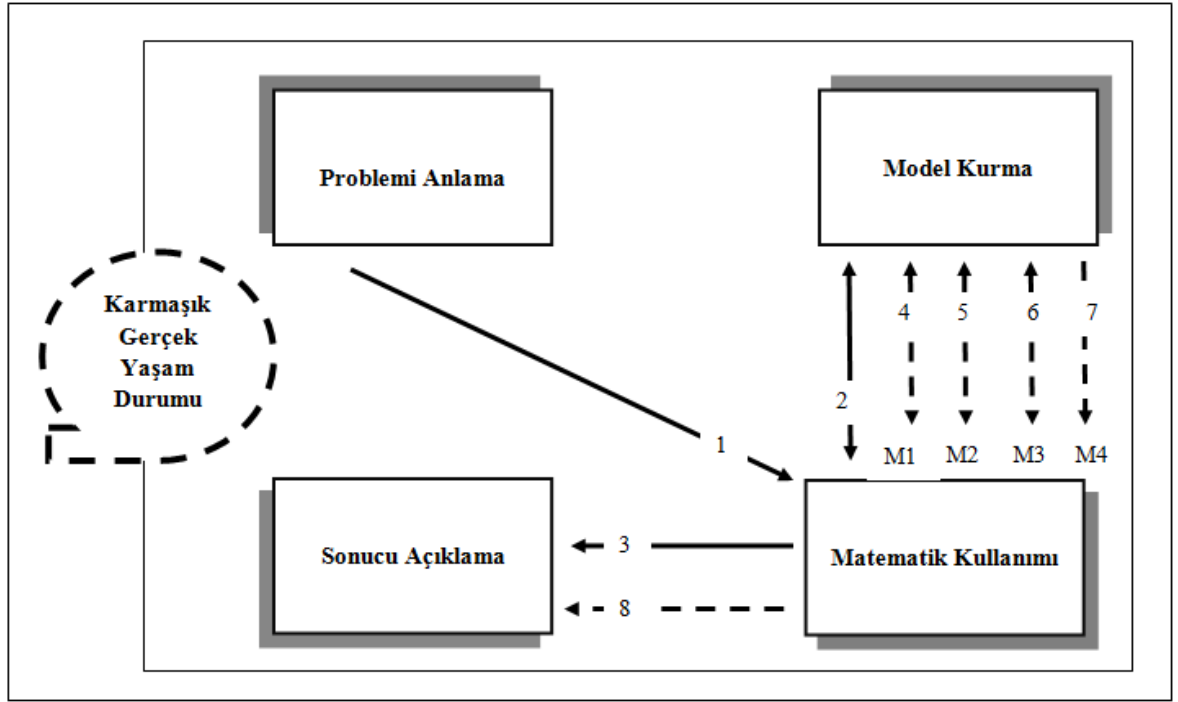 Problemi Anlama
Model Kurma
Karmaşık
Gerçek
Yaşam
Durumu
4
5
6
7
2
1
M1
M2
M3
M4
Sonucu Açıklama
3
8
Matematik Kullanımı